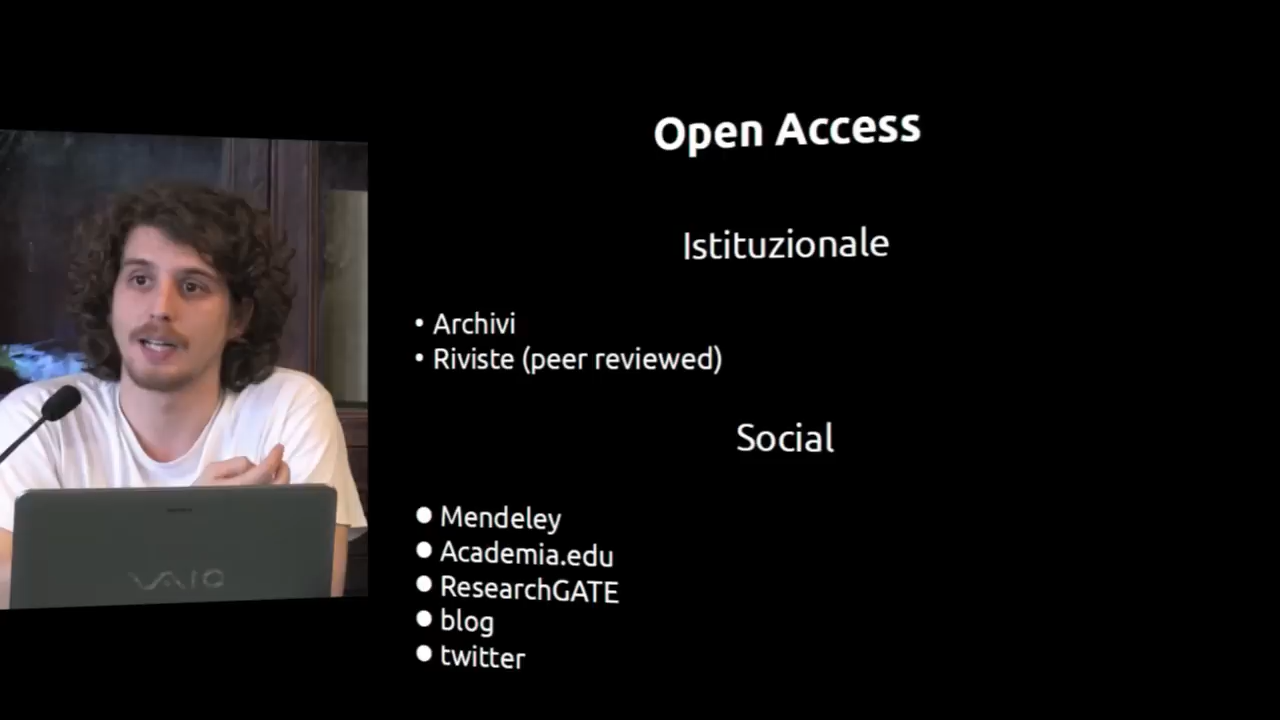 Open Access
Istituzionale
• Archivi
• Riviste (peer reviewed)
Social
● Mendeley
● Academia.edu
● ResearchGATE
● blog
● twitter
VAIO